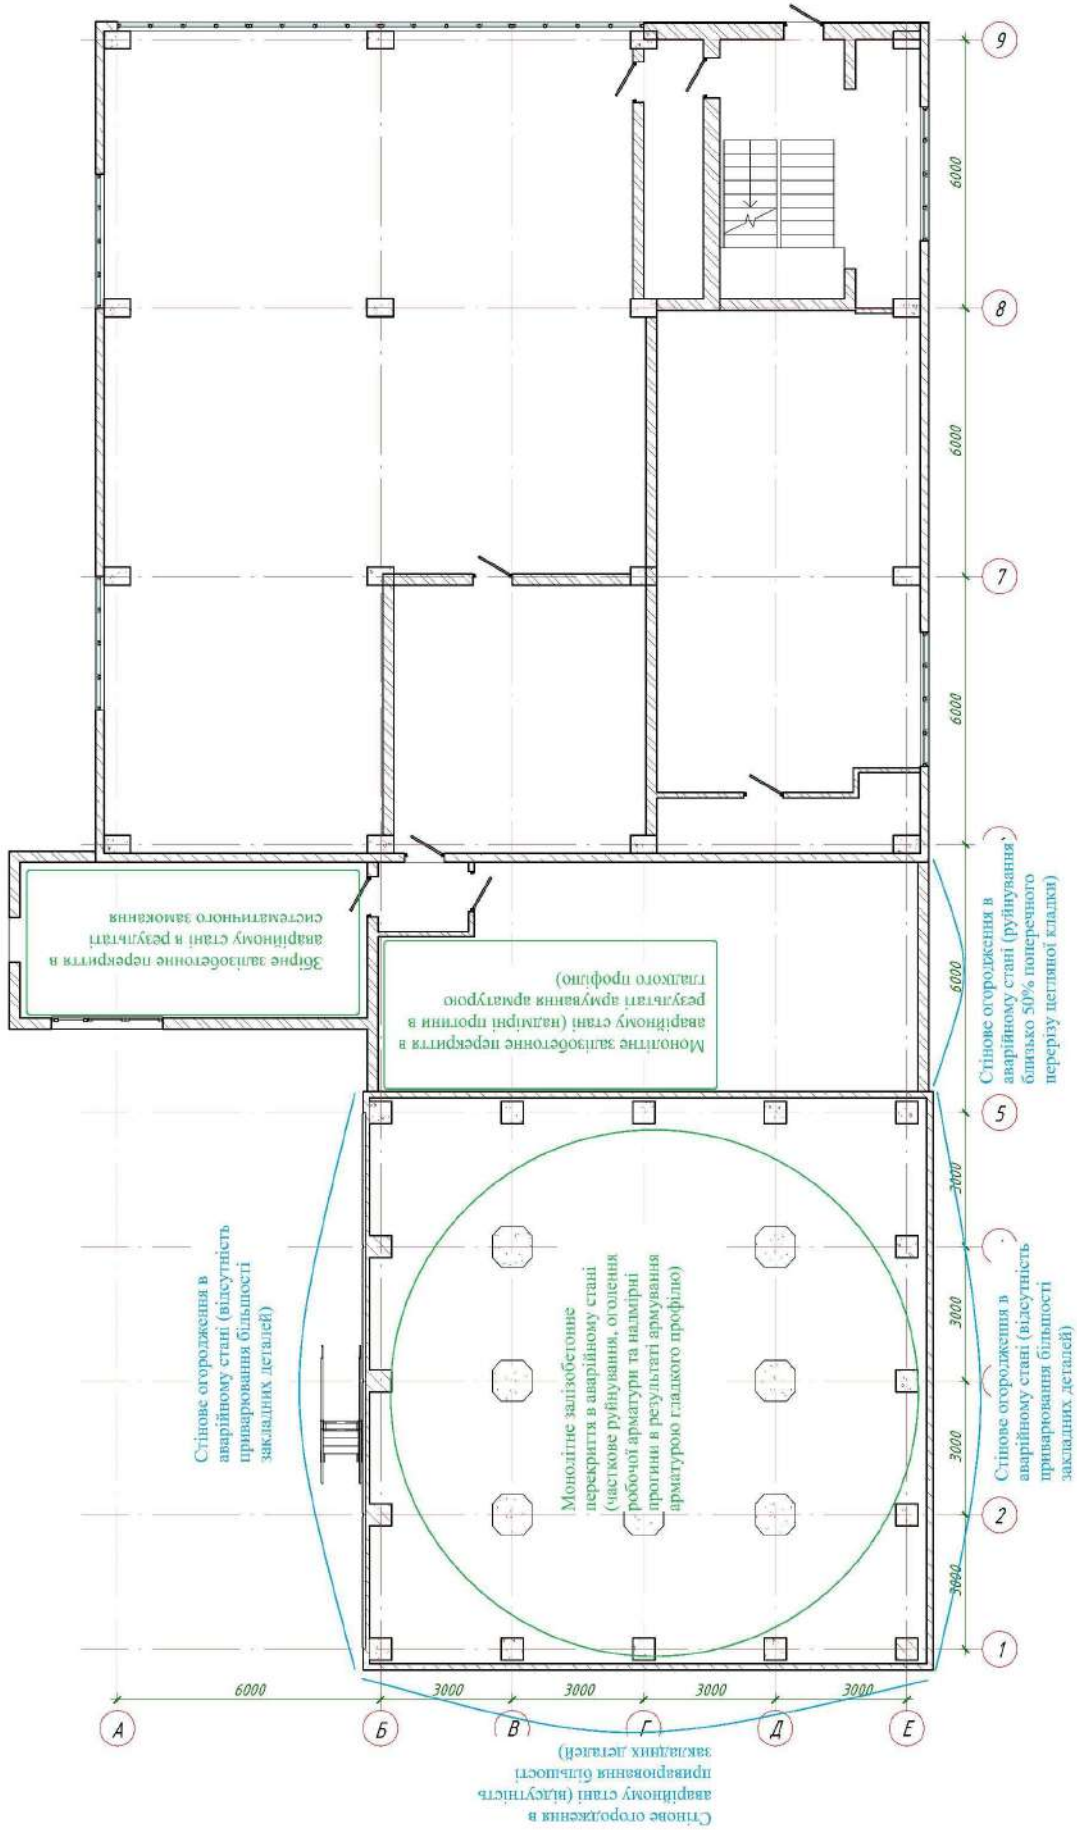 9
6000
8
6000
7
6000
Збірне залізобетонне перекриття в
аварійному стані в результаті
систематичного замокання
Монолітне залізобетонне перекриття в
аварійному стані (надмірні прогини в
результаті армування арматурою
гладкого профілю)
6000
Стінове огородження в
аварійному стані (руйнування
близько 50% поперечного
перерізу цегляної кладки)
5
3000
Стінове огородження в
аварійному стані (відсутність
приварювання більшості
закладних деталей)
Монолітне залізобетонне
перекриття в аварійному стані
(часткове руйнування, оголення
робочої арматури та надмірні
прогини в результаті армування
арматурою гладкого профілю)
3000
3000
Стінове огородження в
аварійному стані (відсутність
приварювання більшості
закладних деталей)
2
3000
1
6000
3000
3000
3000
3000
А
Б
В
Г
Д
Е
Стінове огородження в
аварійному стані (відсутність
приварювання більшості
закладних деталей)